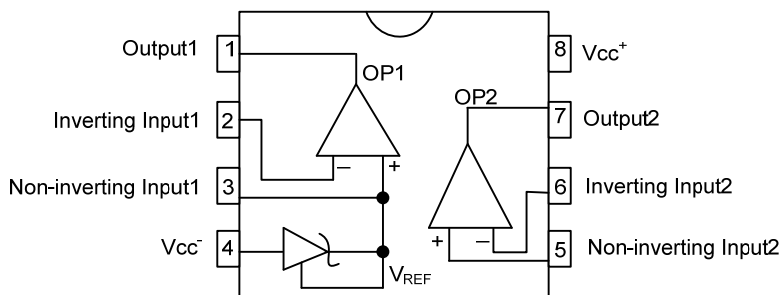 Output1
1
OP1
8
Vcc+
Inverting Input1
2
OP2
7
Output2
Non-inverting Input1
3
− +
6
Inverting Input2
Vcc-
4
VREF
+ −
5
Non-inverting Input2